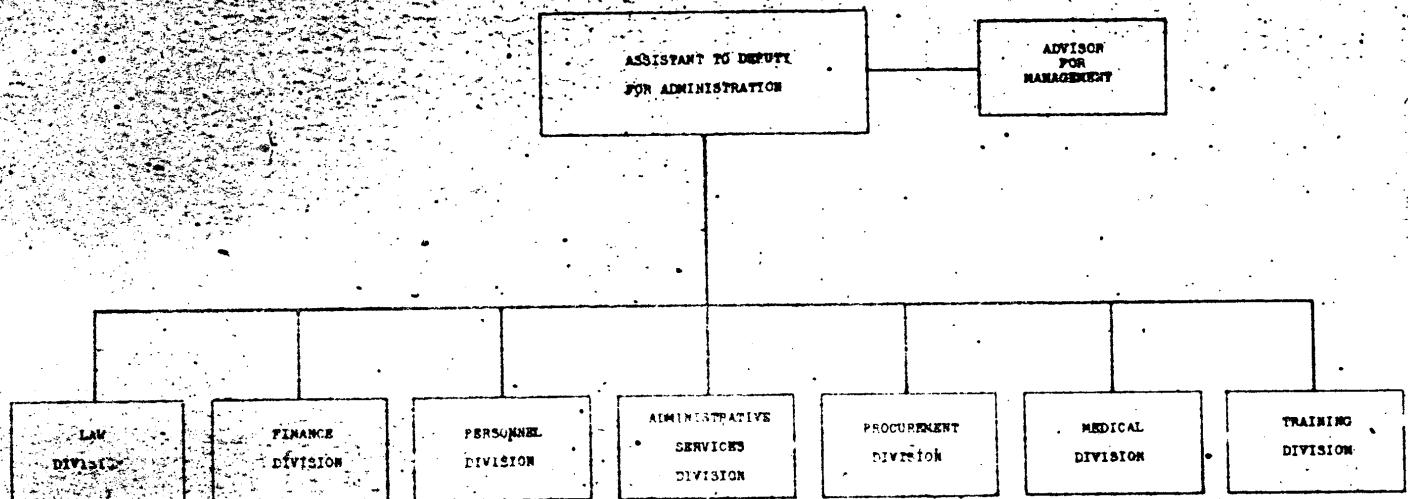 ASSISTANT TO DEPUTY
FOR ADMINISTRATION
ADVISOR
FOR
MANAGEMENT
LAW
DIVISION
FINANCE
DIVISION
PERSONNEL
DIVISION
ADMINISTRATIVE
SERVICES
DIVISION
PROCUREMENT
DIVISION
MEDICAL
DIVISION
TRAINING
DIVISION